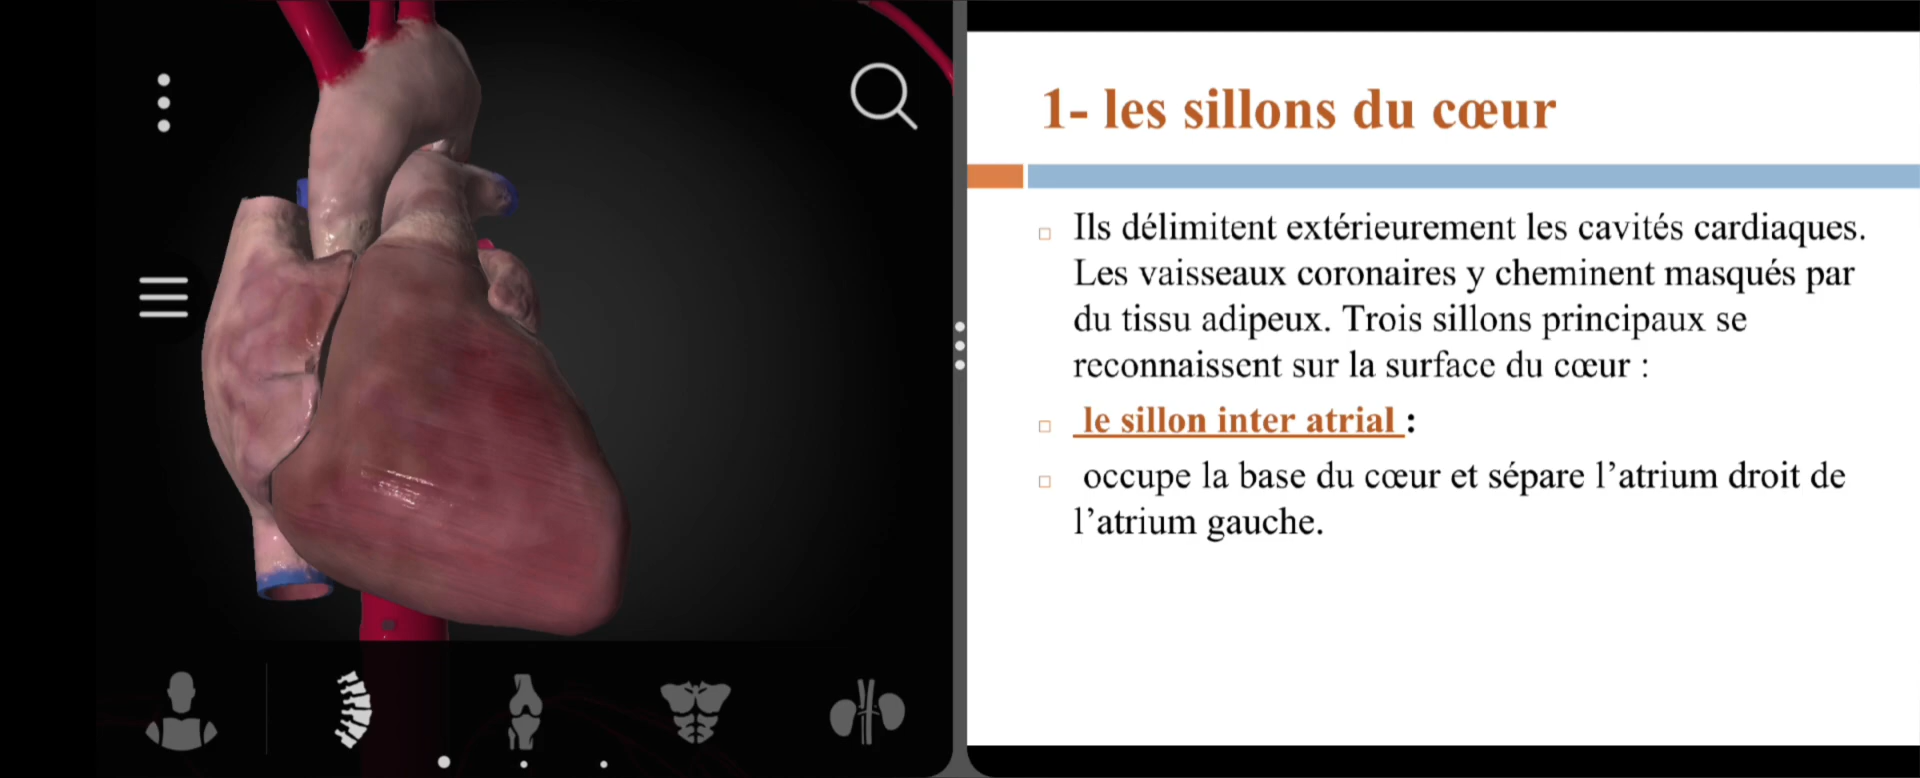 1- les sillons du cœur
Ils délimitent extérieurement les cavités cardiaques.
Les vaisseaux coronaires y cheminent masqués par
du tissu adipeux. Trois sillons principaux se
reconnaissent sur la surface du cœur :
le sillon inter atrial :
occupe la base du cœur et sépare l’atrium droit de
l’atrium gauche.